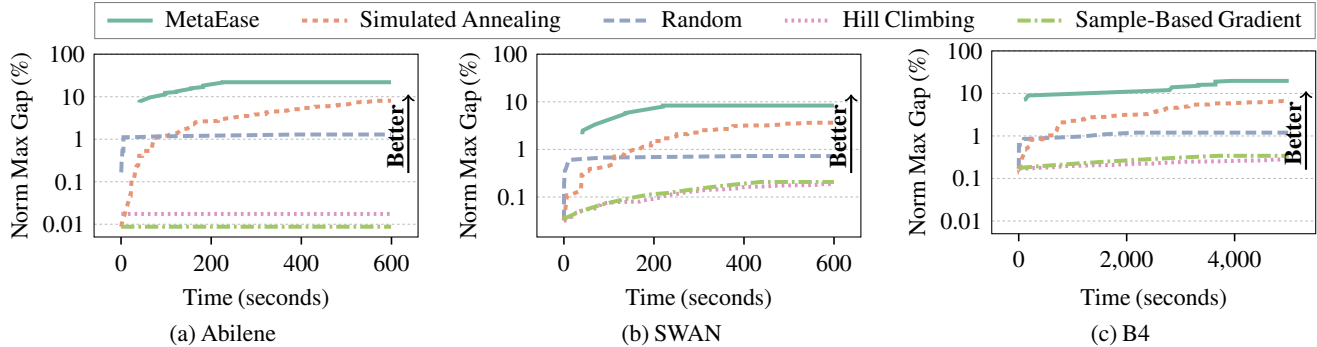 MetaEase Simulated Annealing Random Hill Climbing Sample-Based Gradient
Norm Max Gap (%)
100
10
1
0.1
0.01
Better
0 200 400 600
Time (seconds)
(a) Abilene
Norm Max Gap (%)
100
10
1
0.1
Better
0 200 400 600
Time (seconds)
(b) SWAN
Norm Max Gap (%)
100
10
1
0.1
0.01
Better
0 2,000 4,000
Time (seconds)
(c) B4